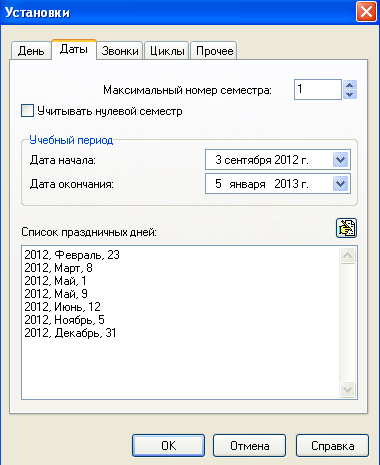 Установки
День Даты Звонки Циклы Прочее
Максимальный номер семестра: 1
Учитывать нулевой семестр
Учебный период
Дата начала: 3 сентября 2012 г.
Дата окончания: 5 января 2013 г.
Список праздничных дней:
2012, Февраль, 23
2012, Март, 8
2012, Май, 1
2012, Май, 9
2012, Июнь, 12
2012, Ноябрь, 5
2012, Декабрь, 31
OK Отмена Справка